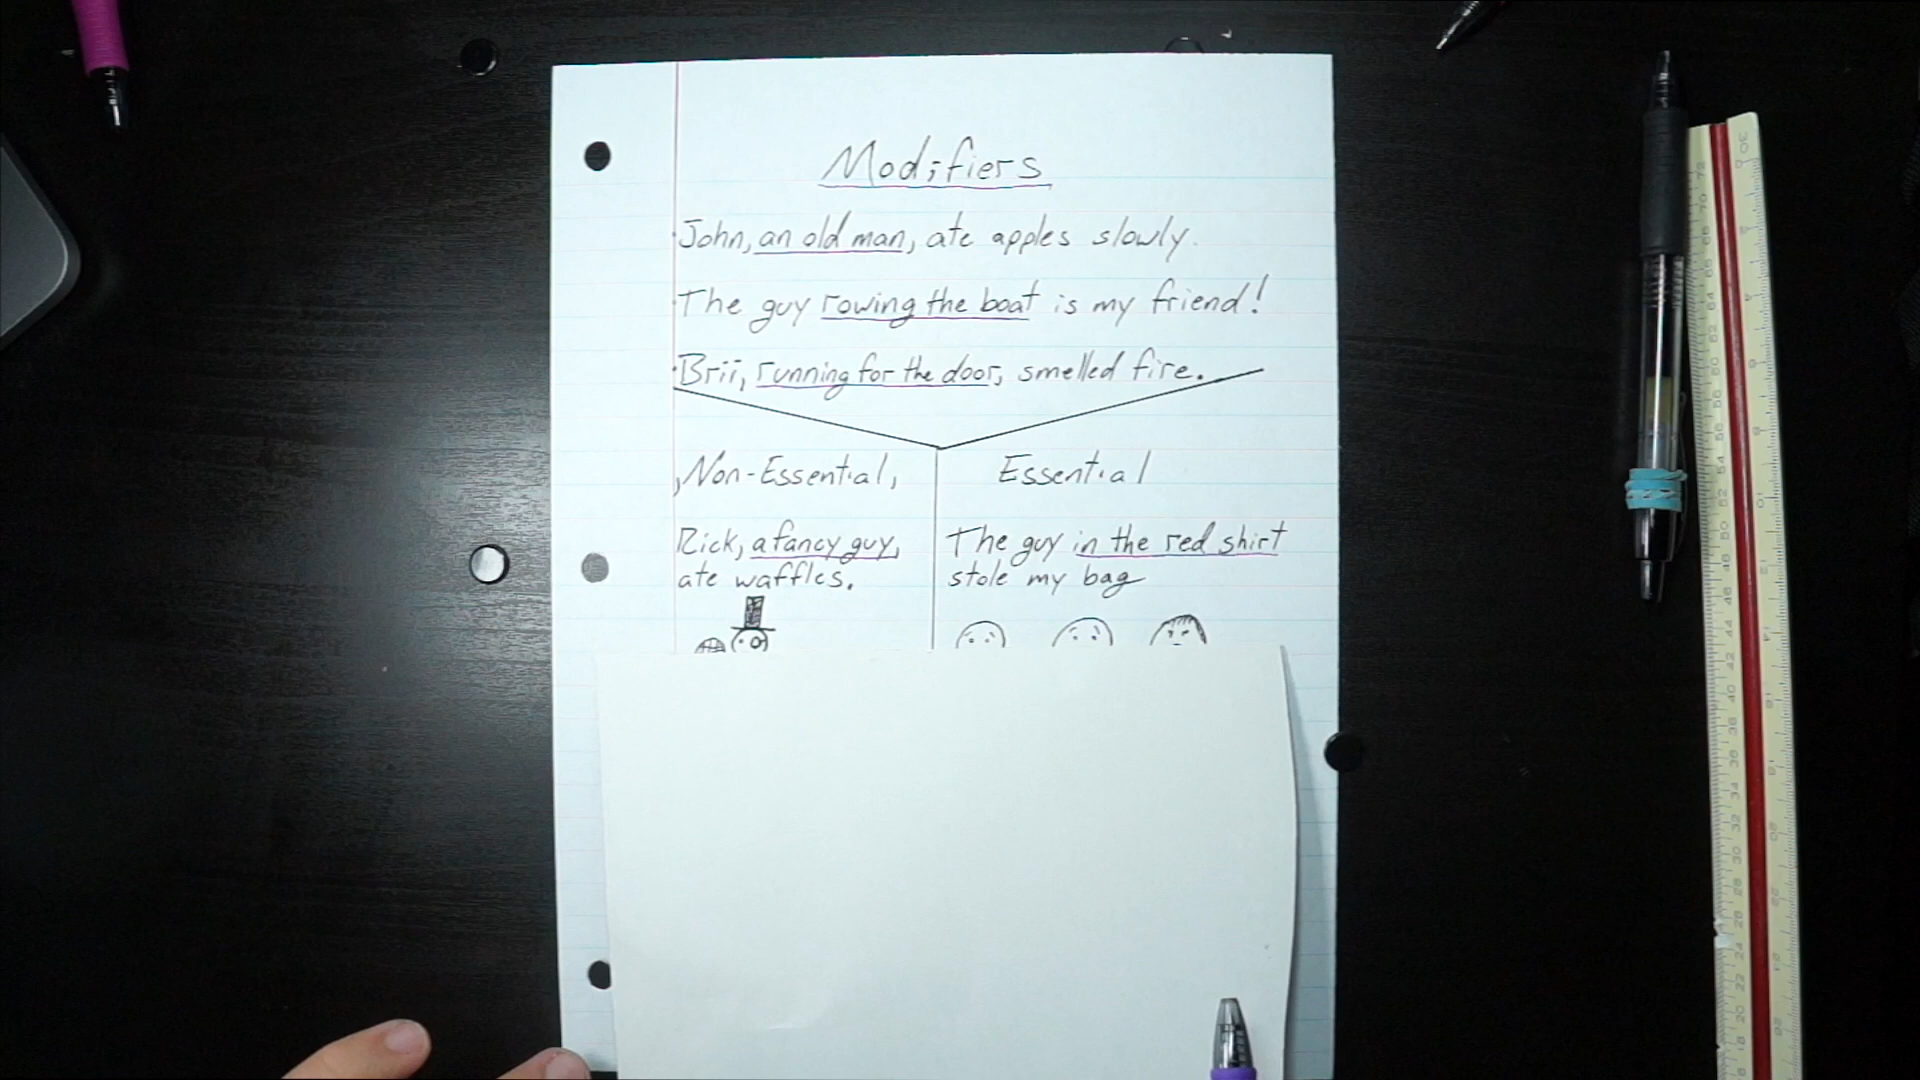 Modifiers
John, an old man, ate apples slowly.
The guy rowing the boat is my friend!
Brii, running for the door, smelled fire.
,Non-Essential,
Essential
Rick, a fancy guy,
ate waffles.
The guy in the red shirt
stole my bag